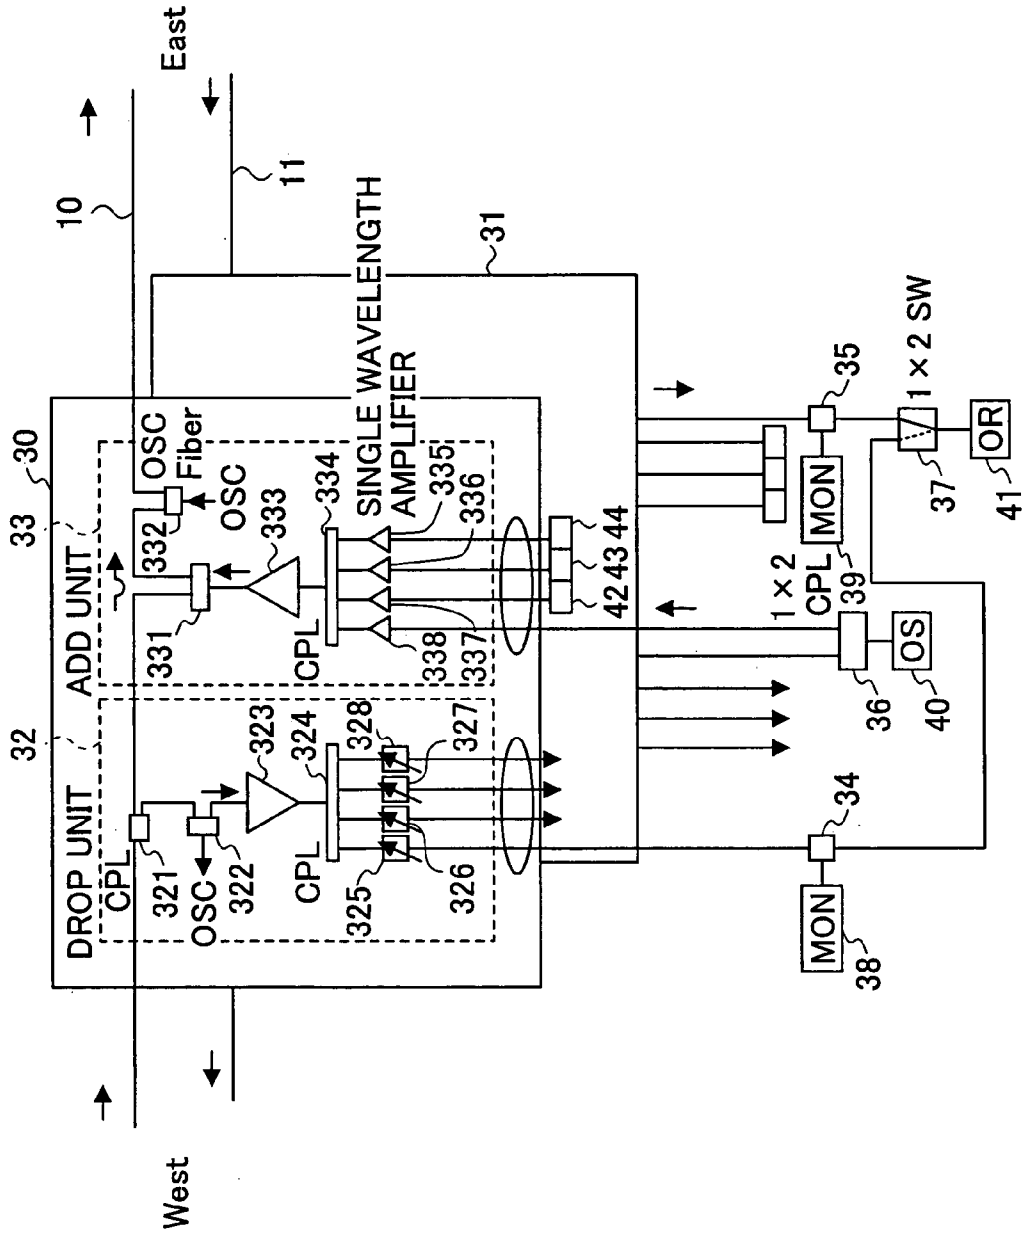 West
East
10
11
30
31
32
33
DROP UNIT
ADD UNIT
CPL
321
OSC
322
323
324
CPL
325
326
327
328
331
332
OSC
Fiber
OSC
333
334
CPL
SINGLE WAVELENGTH
AMPLIFIER
335
336
337
338
42
43
44
34
MON
38
36
OS
40
1×2
CPL
MON
39
35
1×2 SW
37
OR
41